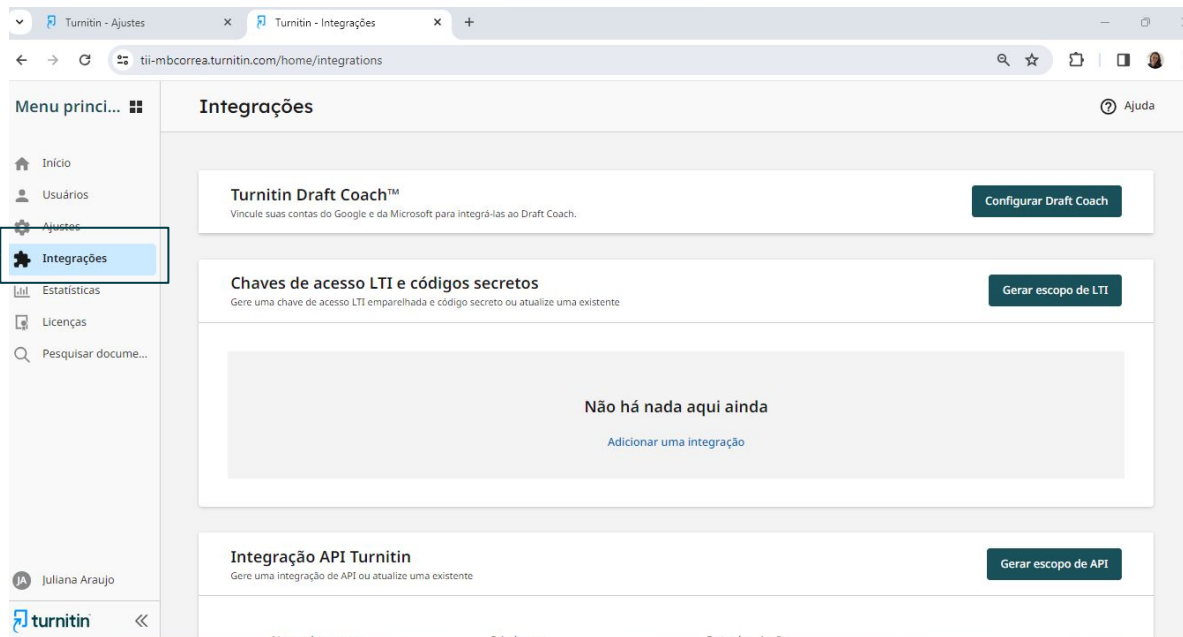 Turnitin - Ajustes
Turnitin - Integrações
tii-mbcorrea.turnitin.com/home/integrations
Menu princi...
Integrações
Ajuda
Início
Usuários
Ajustes
Integrações
Estatísticas
Licenças
Pesquisar docume...
Turnitin Draft Coach™
Vincule suas contas do Google e da Microsoft para integrá-las ao Draft Coach.
Configurar Draft Coach
Chaves de acesso LTI e códigos secretos
Gere uma chave de acesso LTI emparelhada e código secreto ou atualize uma existente
Gerar escopo de LTI
Não há nada aqui ainda
Adicionar uma integração
Integração API Turnitin
Gere uma integração de API ou atualize uma existente
Gerar escopo de API
JA Juliana Araujo
turnitin